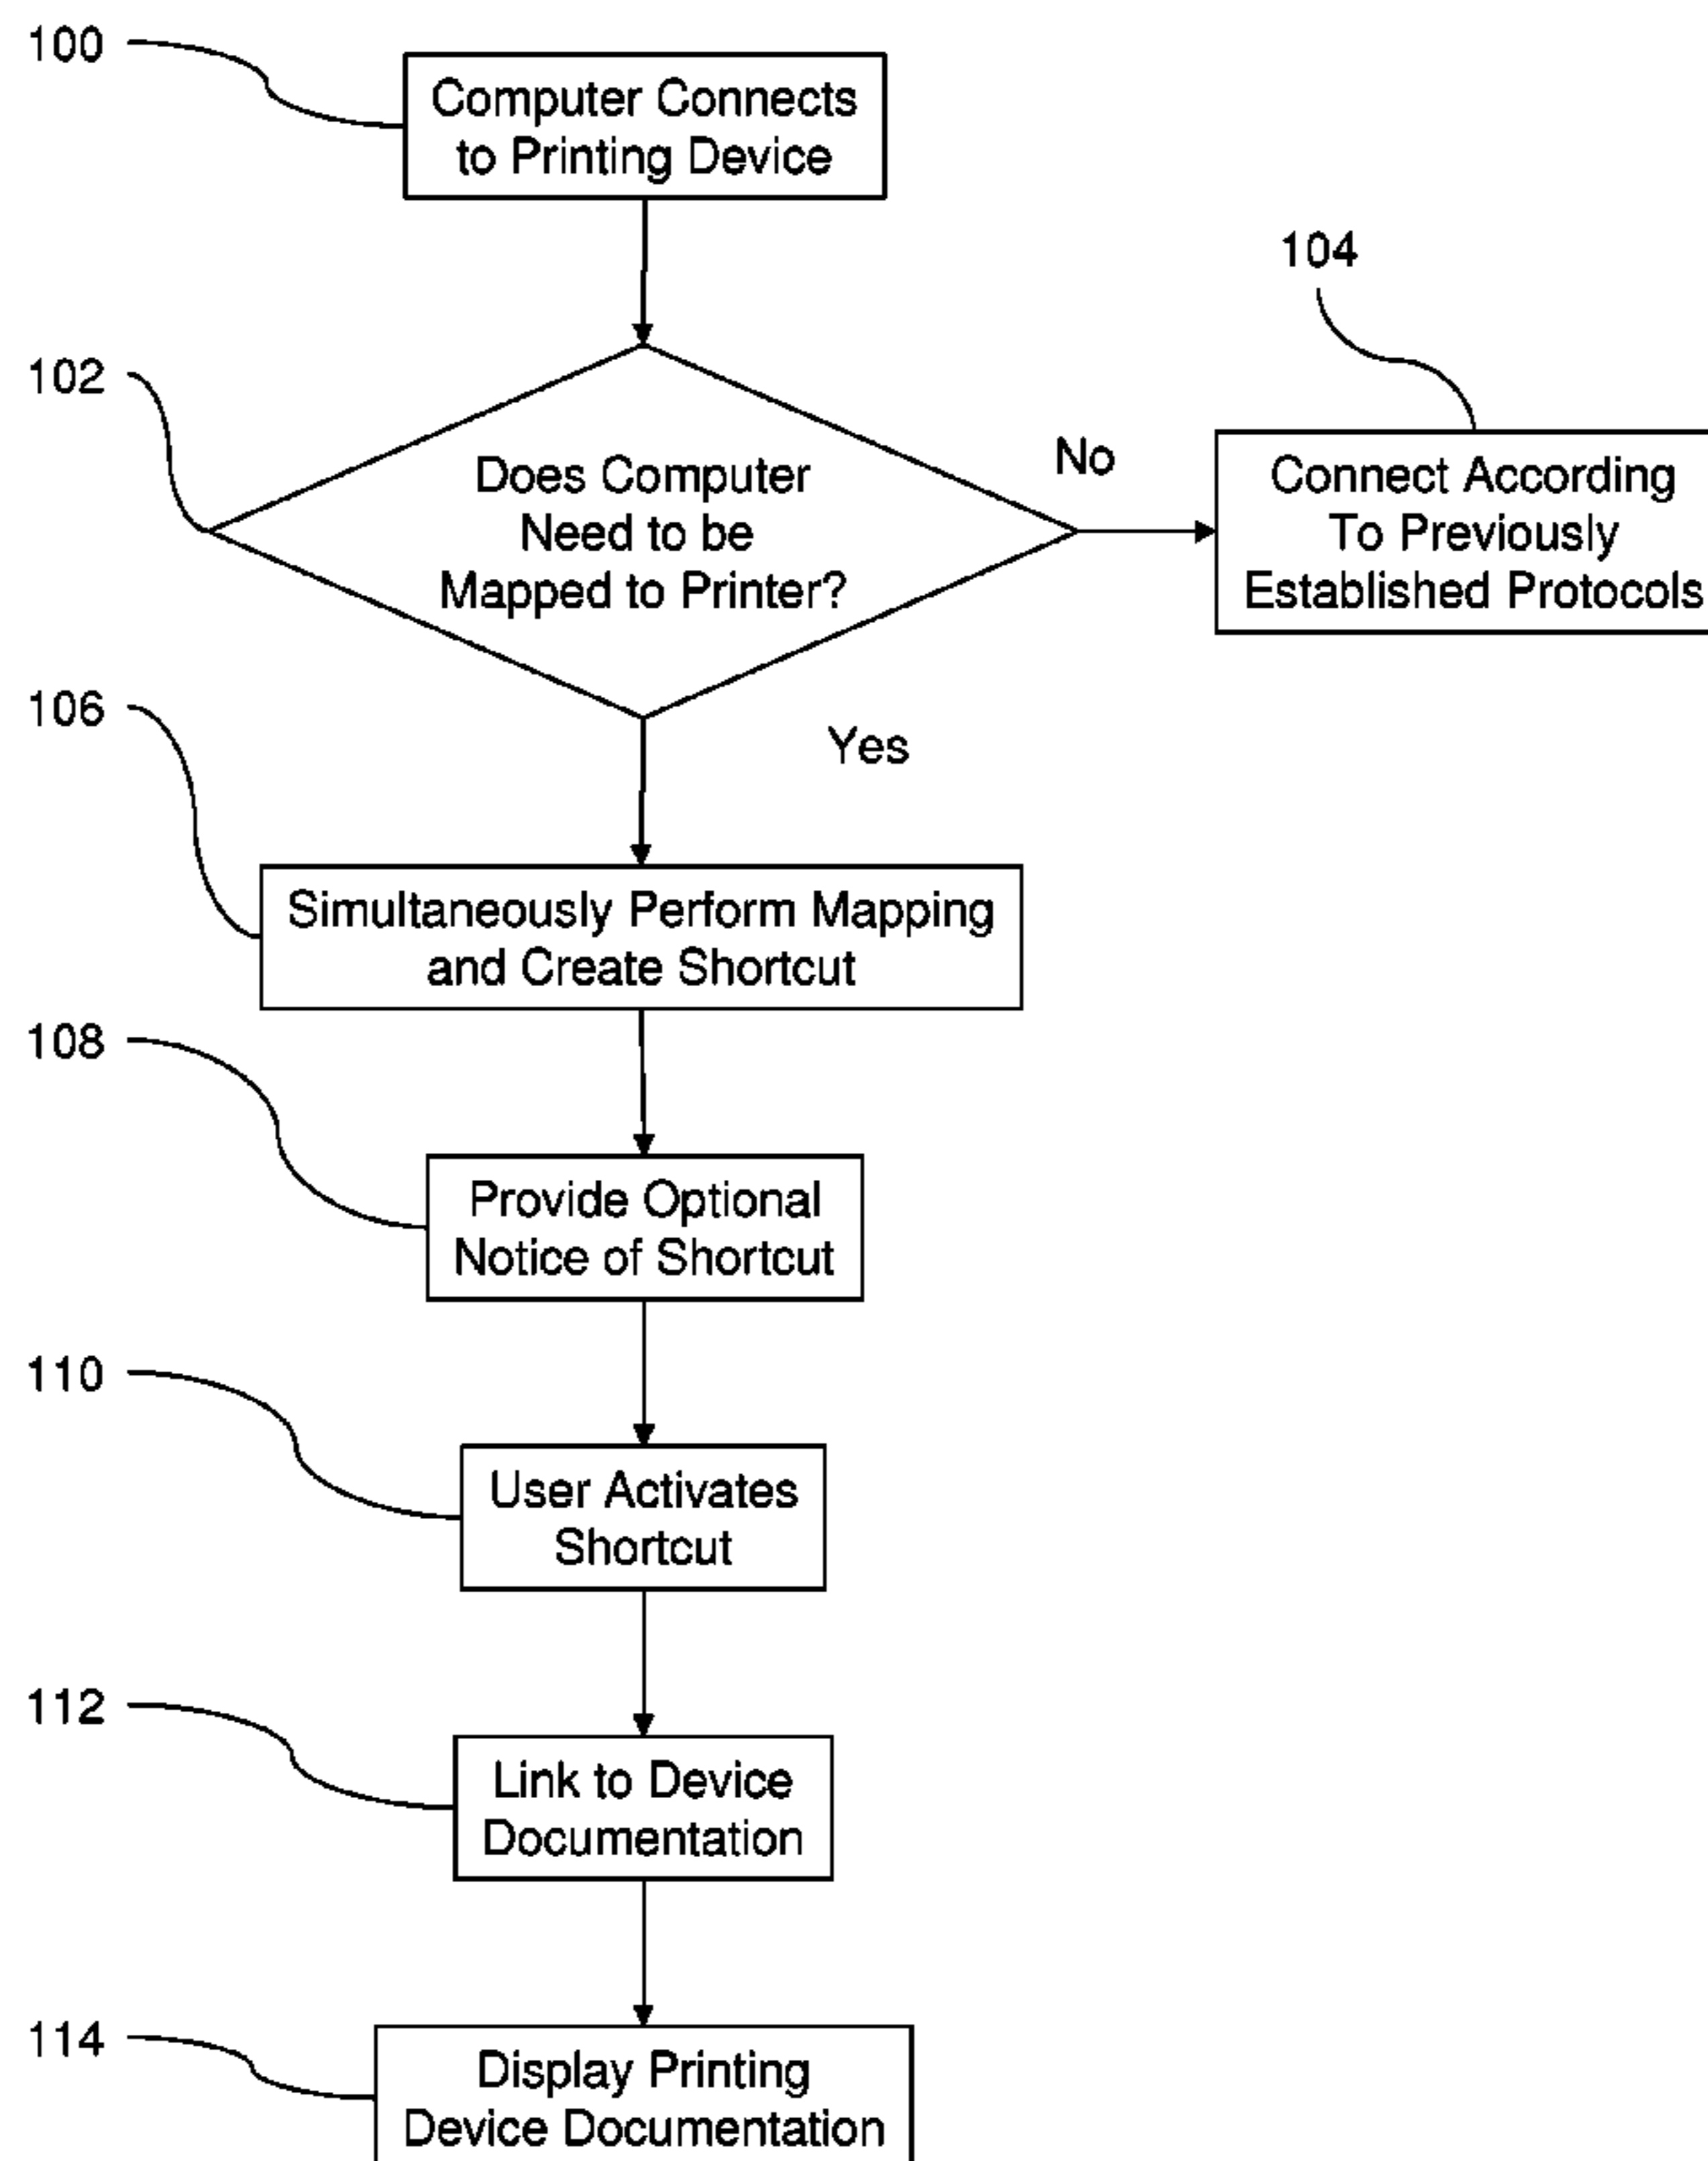 100
Computer Connects
to Printing Device
104
102
Does Computer
Need to be
Mapped to Printer?
No
Connect According
To Previously
Established Protocols
106
Yes
Simultaneously Perform Mapping
and Create Shortcut
108
Provide Optional
Notice of Shortcut
110
User Activates
Shortcut
112
Link to Device
Documentation
114
Display Printing
Device Documentation